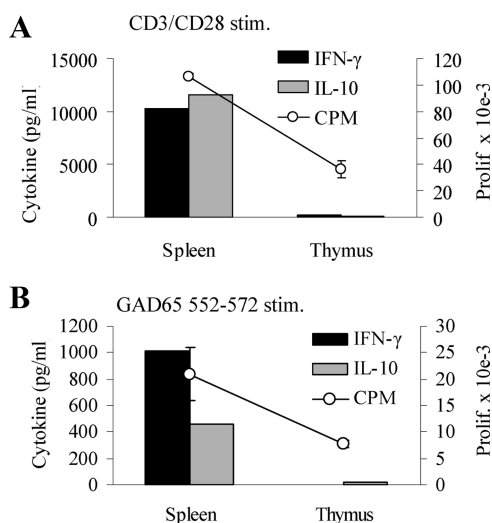 A
CD3/CD28 stim.
Cytokine (pg/ml)
15000
10000
5000
0
IFN-γ
IL-10
CPM
120
100
80
60
40
20
0
Prolif. x 10e-3
Spleen Thymus
B
GAD65 552-572 stim.
Cytokine (pg/ml
1200
1000
800
600
400
200
0
IFN-γ
IL-10
CPM
30
25
20
15
10
5
0
Prolif. x 10e-3
Spleen Thymus